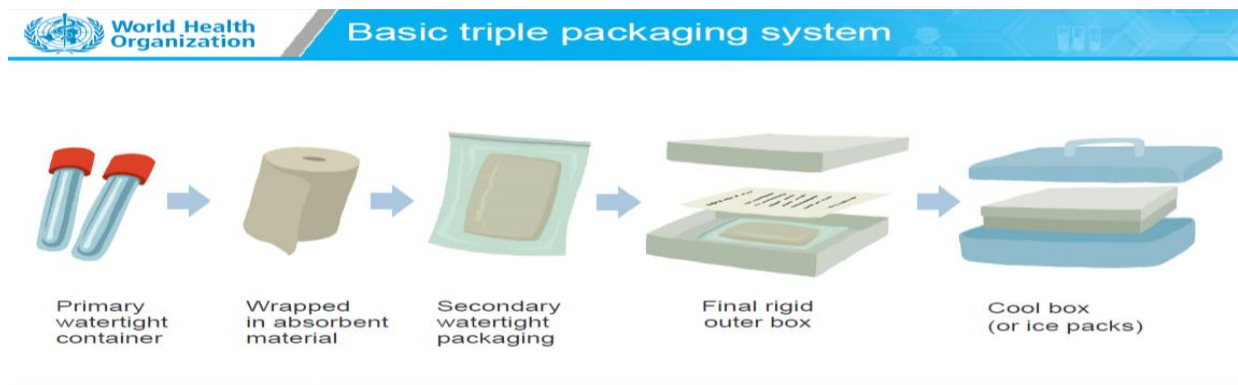 World Health
Organization
Basic triple packaging system
Primary
watertight
container
Wrapped
in absorbent
material
Secondary
watertight
packaging
Final rigid
outer box
Cool box
(or ice packs)